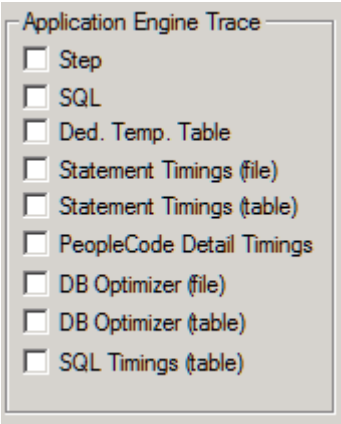 Application Engine Trace
Step
SQL
Ded. Temp. Table
Statement Timings (file)
Statement Timings (table)
PeopleCode Detail Timings
DB Optimizer (file)
DB Optimizer (table)
SQL Timings (table)